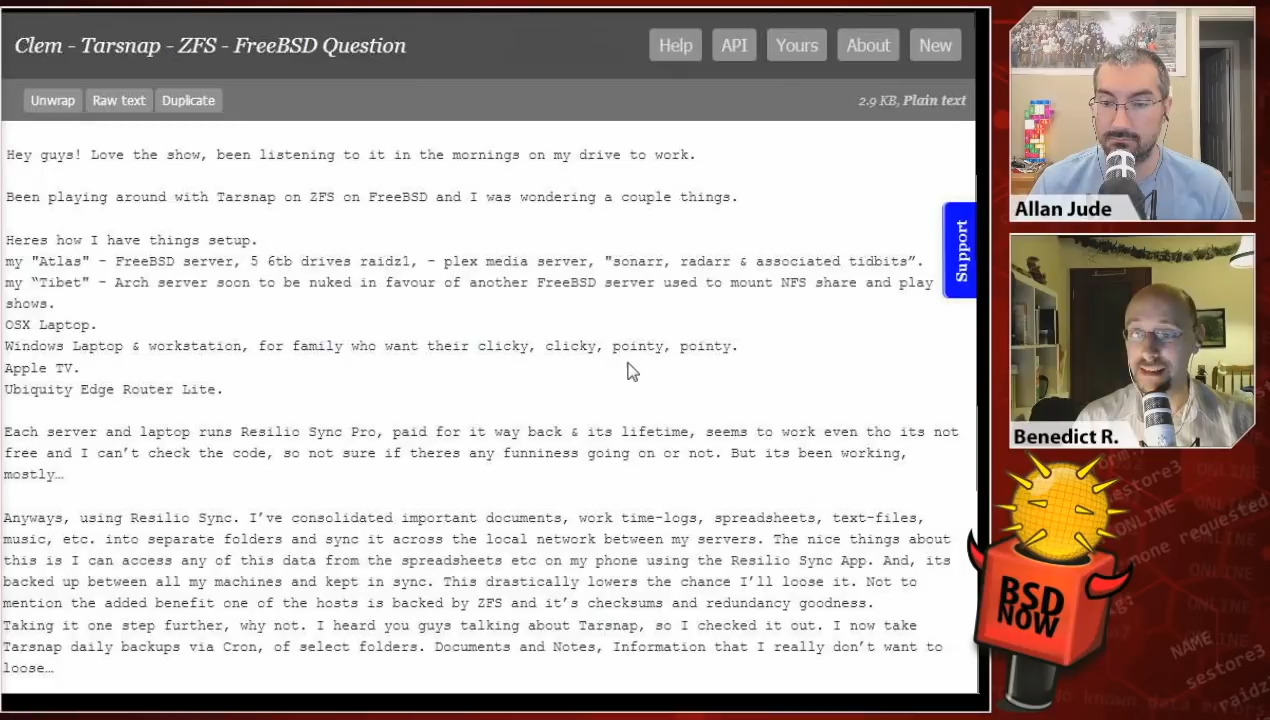 Clem - Tarsnap - ZFS - FreeBSD Question
Help
API
Yours
About
New
Unwrap
Raw text
Duplicate
2.9 KB, Plain text
Hey guys! Love the show, been listening to it in the mornings on my drive to work.
Been playing around with Tarsnap on ZFS on FreeBSD and I was wondering a couple things.
Heres how I have things setup.
my "Atlas" - FreeBSD server, 5 6tb drives raidz1, - plex media server, "sonarr, radarr & associated tidbits”.
my “Tibet" - Arch server soon to be nuked in favour of another FreeBSD server used to mount NFS share and play
shows.
OSX Laptop.
Windows Laptop & workstation, for family who want their clicky, clicky, pointy, pointy.
Apple TV.
Ubiquity Edge Router Lite.
Each server and laptop runs Resilio Sync Pro, paid for it way back & its lifetime, seems to work even tho its not
free and I can’t check the code, so not sure if theres any funniness going on or not. But its been working,
mostly…
Anyways, using Resilio Sync. I’ve consolidated important documents, work time-logs, spreadsheets, text-files,
music, etc. into separate folders and sync it across the local network between my servers. The nice things about
this is I can access any of this data from the spreadsheets etc on my phone using the Resilio Sync App. And, its
backed up between all my machines and kept in sync. This drastically lowers the chance I’ll loose it. Not to
mention the added benefit one of the hosts is backed by ZFS and it’s checksums and redundancy goodness.
Taking it one step further, why not. I heard you guys talking about Tarsnap, so I checked it out. I now take
Tarsnap daily backups via Cron, of select folders. Documents and Notes, Information that I really don’t want to
loose…
Support
Allan Jude
Benedict R.
BSD
NOW
ONLINE
sestore3
ONLINE
more requested
ONLINE
ONLINE
NAME
sestore3
raidz
No known data